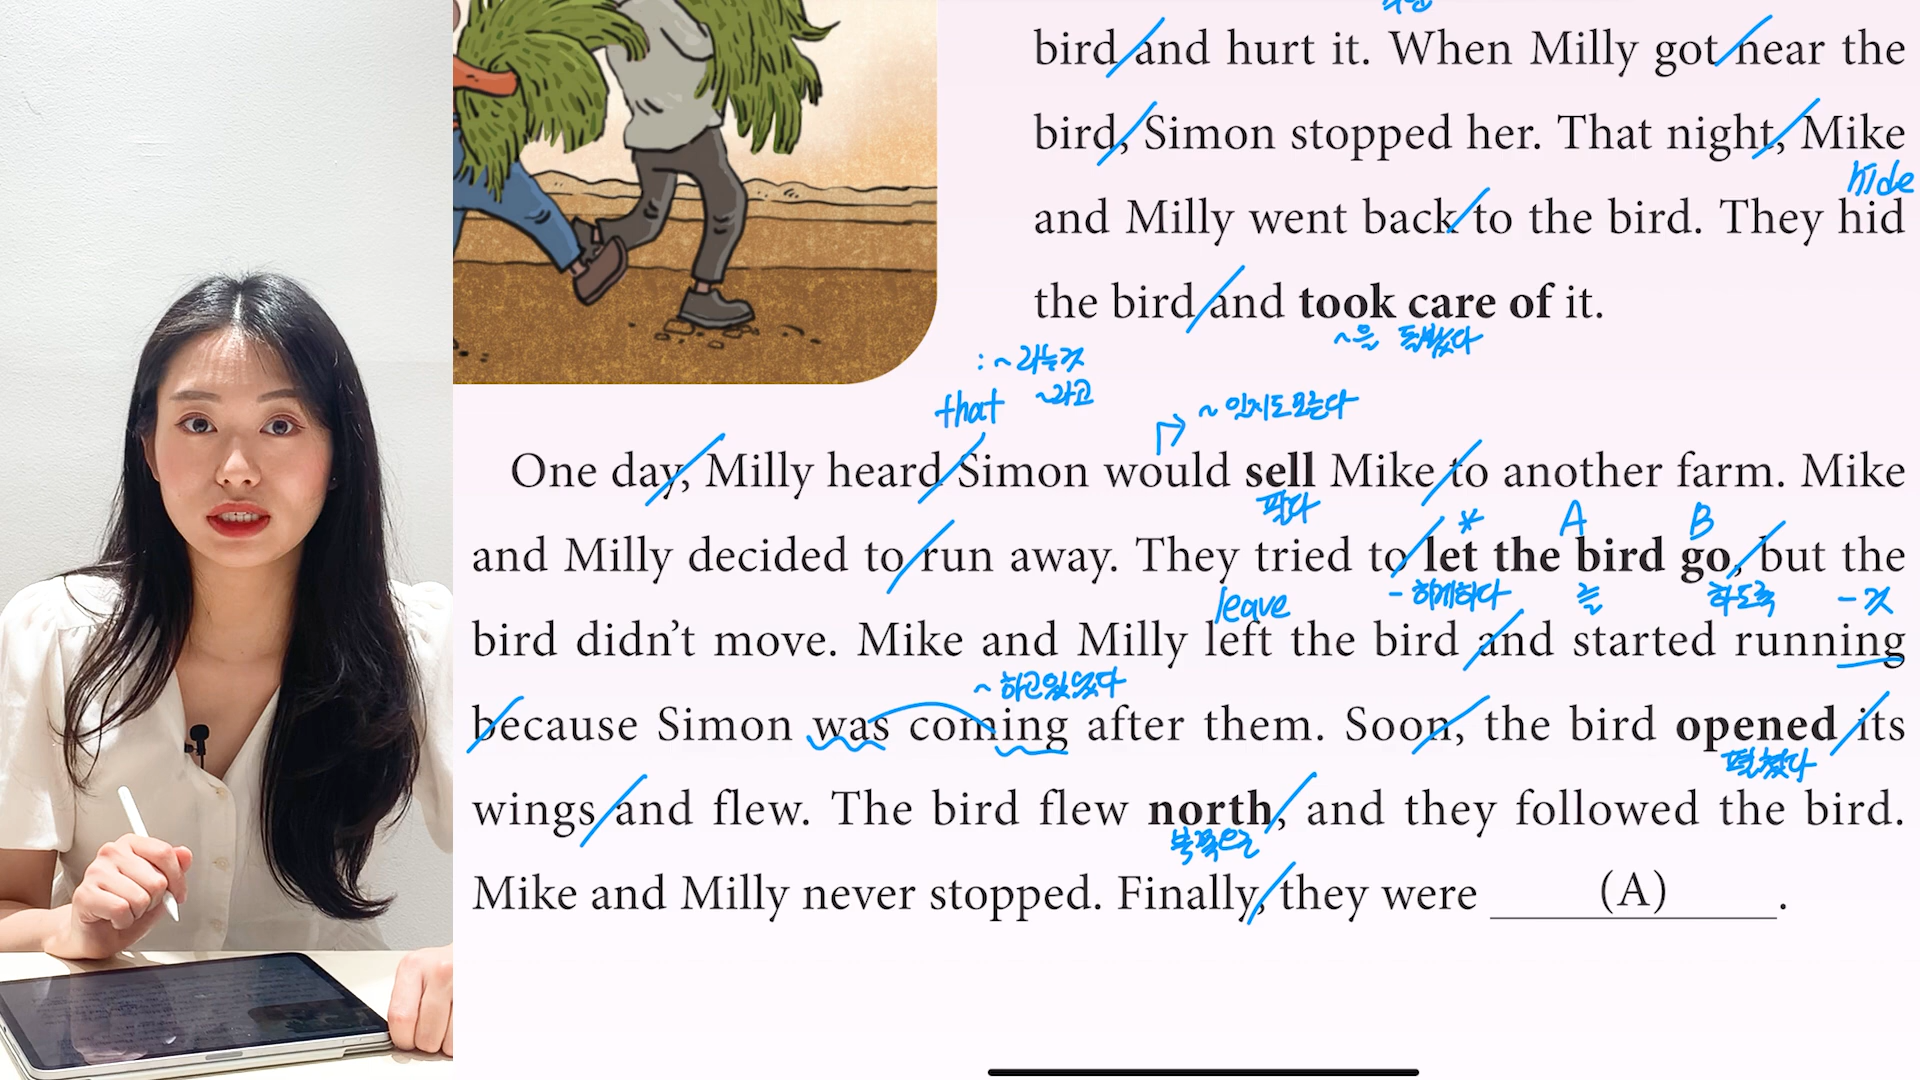 bird and hurt it. When Milly got near the
bird, Simon stopped her. That night, Mike
hide
and Milly went back to the bird. They hid
the bird and took care of it.
~을 돌봤다
: ~라는것
that ~라고
~일지도모른다
One day, Milly heard Simon would sell Mike to another farm. Mike
팔다
* A B
and Milly decided to run away. They tried to let the bird go, but the
leave -하게하다 를 하도록 -것
bird didn’t move. Mike and Milly left the bird and started running
~하고있었다
because Simon was coming after them. Soon, the bird opened its
펼쳤다
wings and flew. The bird flew north, and they followed the bird.
북쪽으로
Mike and Milly never stopped. Finally, they were (A).